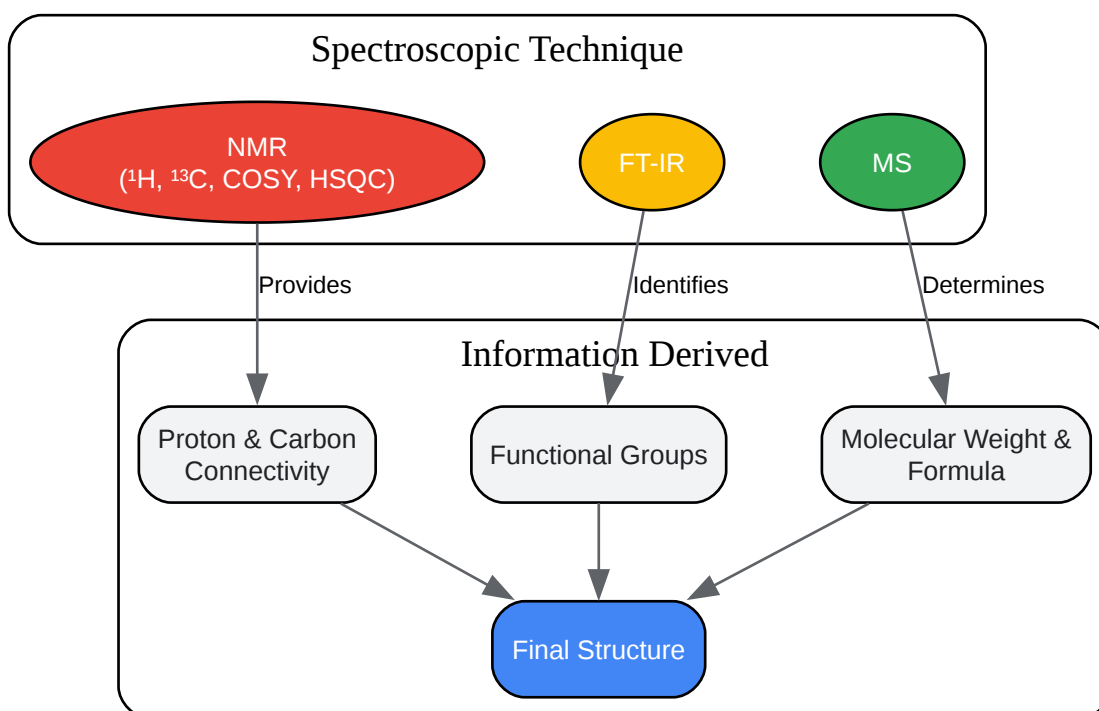 Spectroscopic Technique
NMR
(¹H, ¹³C, COSY, HSQC)
FT-IR
MS
Provides
Identifies
Determines
Information Derived
Proton & Carbon
Connectivity
Functional Groups
Molecular Weight &
Formula
Final Structure